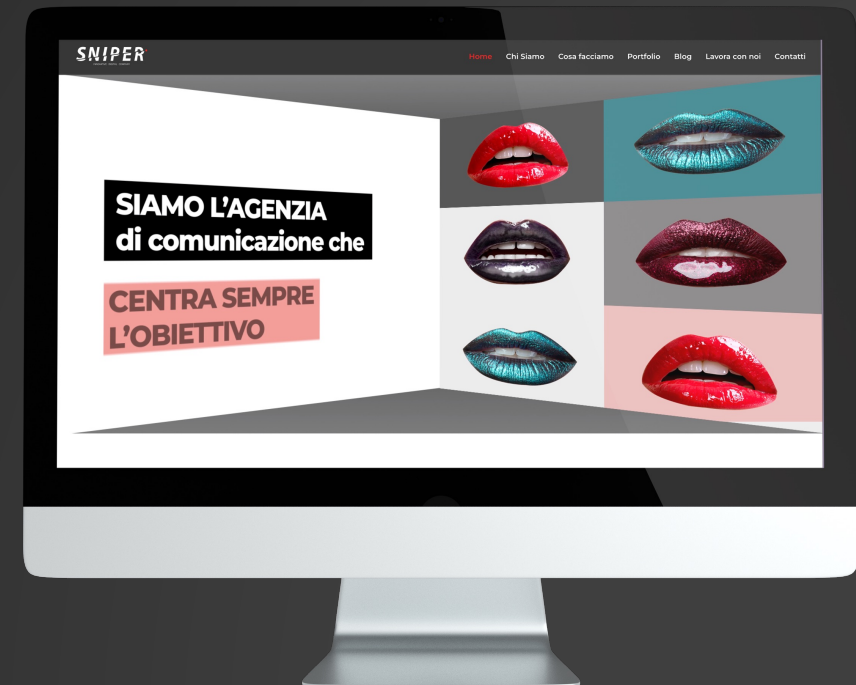 SNIPER
Home Chi Siamo Cosa facciamo Portfolio Blog Lavora con noi Contatti
SIAMO L'AGENZIA
di comunicazione che
CENTRA SEMPRE
L'OBIETTIVO